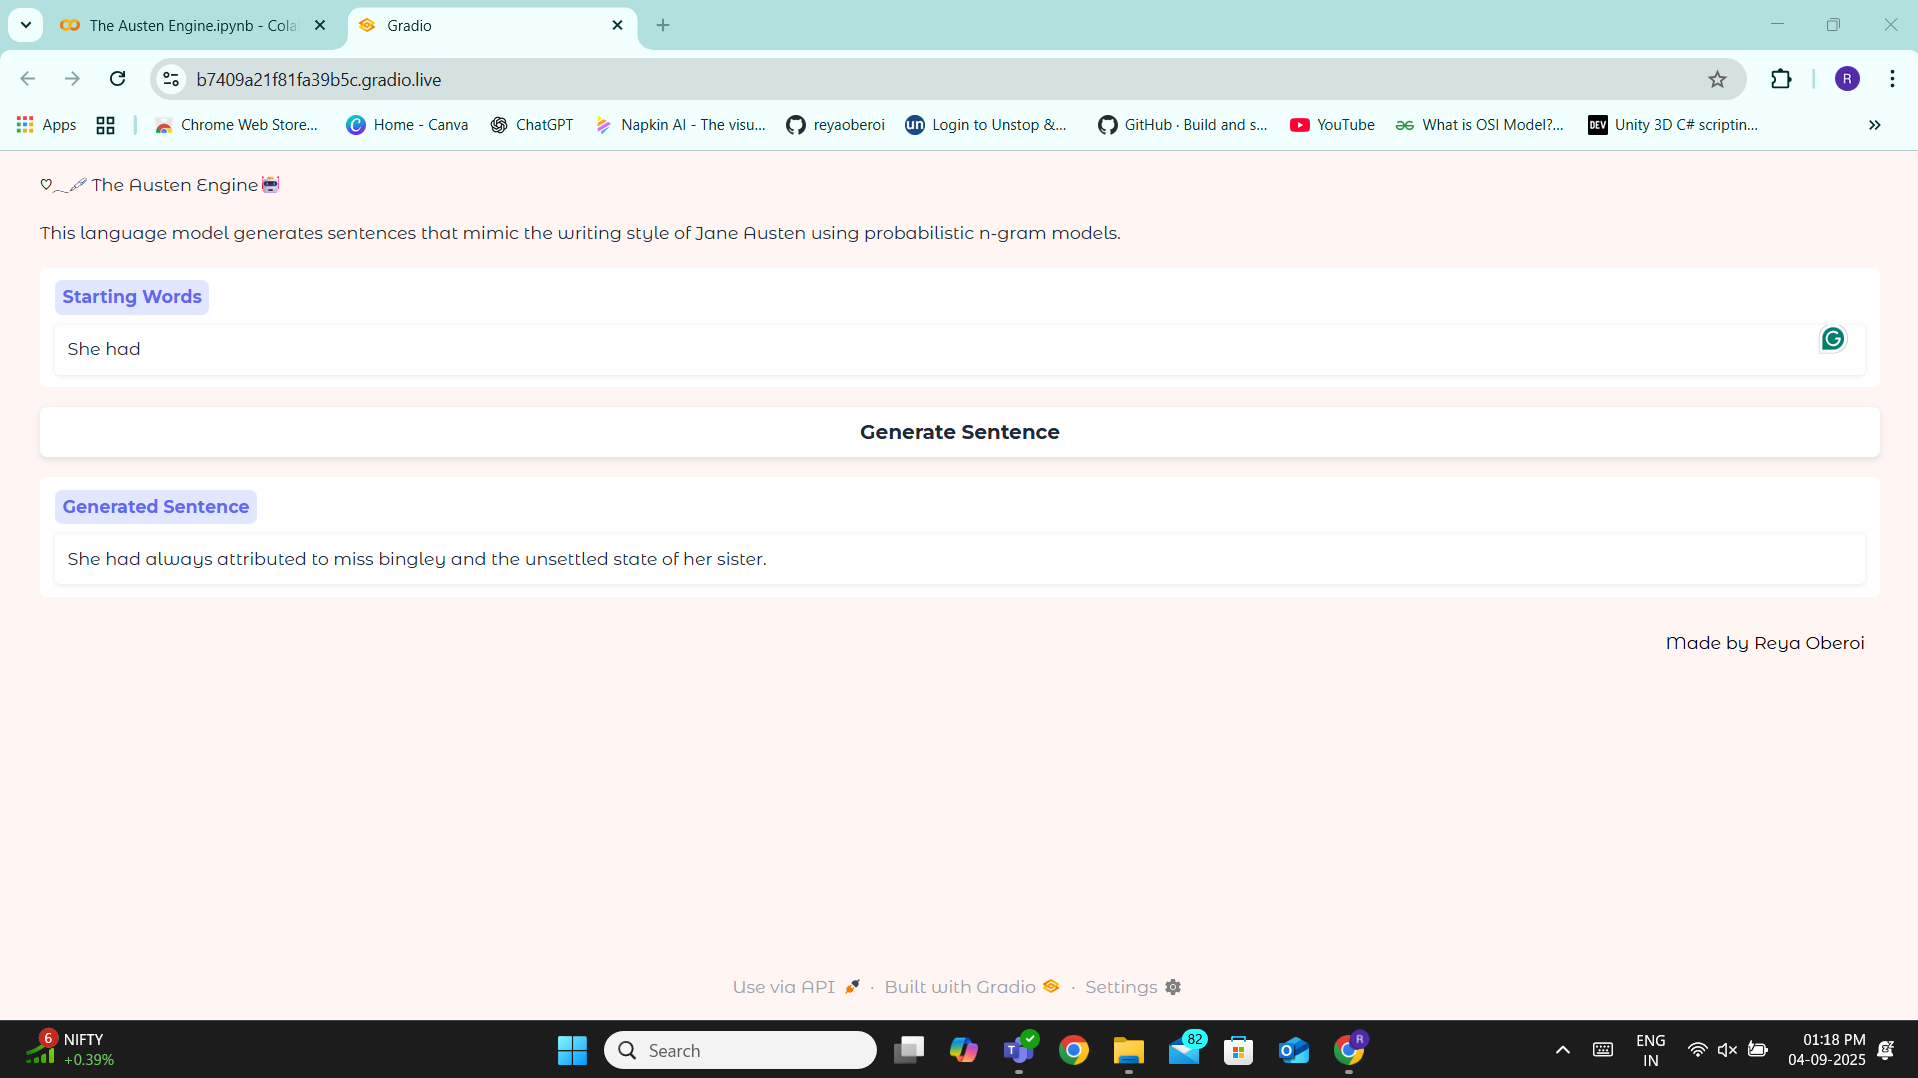 The Austen Engine.ipynb - Cola
Gradio
b7409a21f81fa39b5c.gradio.live
R
Apps
Chrome Web Store...
Home - Canva
ChatGPT
Napkin AI - The visu...
reyaoberoi
un Login to Unstop &...
GitHub · Build and s...
YouTube
What is OSI Model?...
DEV Unity 3D C# scriptin...
♡ The Austen Engine
This language model generates sentences that mimic the writing style of Jane Austen using probabilistic n-gram models.
Starting Words
She had
Generate Sentence
Generated Sentence
She had always attributed to miss bingley and the unsettled state of her sister.
Made by Reya Oberoi
Use via API · Built with Gradio · Settings
6
NIFTY
+0.39%
Search
82
R
ENG
IN
01:18 PM
04-09-2025